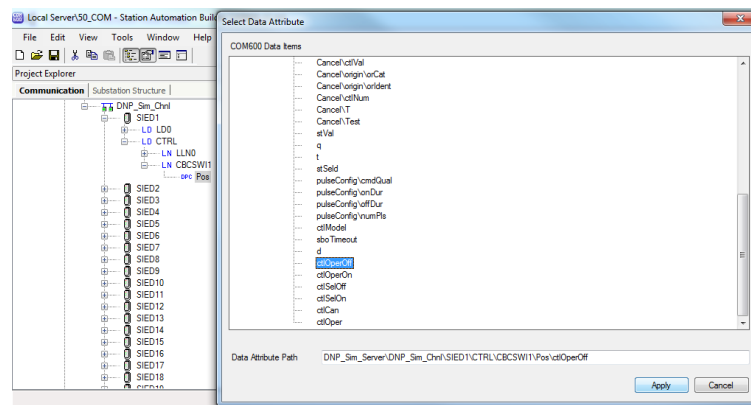 Local Server\50_COM - Station Automation Build
File Edit View Tools Window Help
Project Explorer
Communication Substation Structure
DNP_Sim_Chnl
SIED1
LD LD0
LD CTRL
LN LLN0
LN CBCSWI1
DPC Pos
SIED2
SIED3
SIED4
SIED5
SIED6
SIED7
SIED8
SIED9
SIED10
SIED11
SIED12
SIED13
SIED14
SIED15
SIED16
SIED17
SIED18
SIED19
Select Data Attribute
COM600 Data Items
Cancel\ctlVal
Cancel\origin\orCat
Cancel\origin\orIdent
Cancel\ctlNum
Cancel\T
Cancel\Test
stVal
q
t
stSeld
pulseConfig\cmdQual
pulseConfig\onDur
pulseConfig\offDur
pulseConfig\numPls
ctlModel
sboTimeout
d
ctlOperOff
ctlOperOn
ctlSelOff
ctlSelOn
ctlCan
ctlOper
Data Attribute Path DNP_Sim_Server\DNP_Sim_Chnl\SIED1\CTRL\CBCSWI1\Pos\ctlOperOff
Apply Cancel